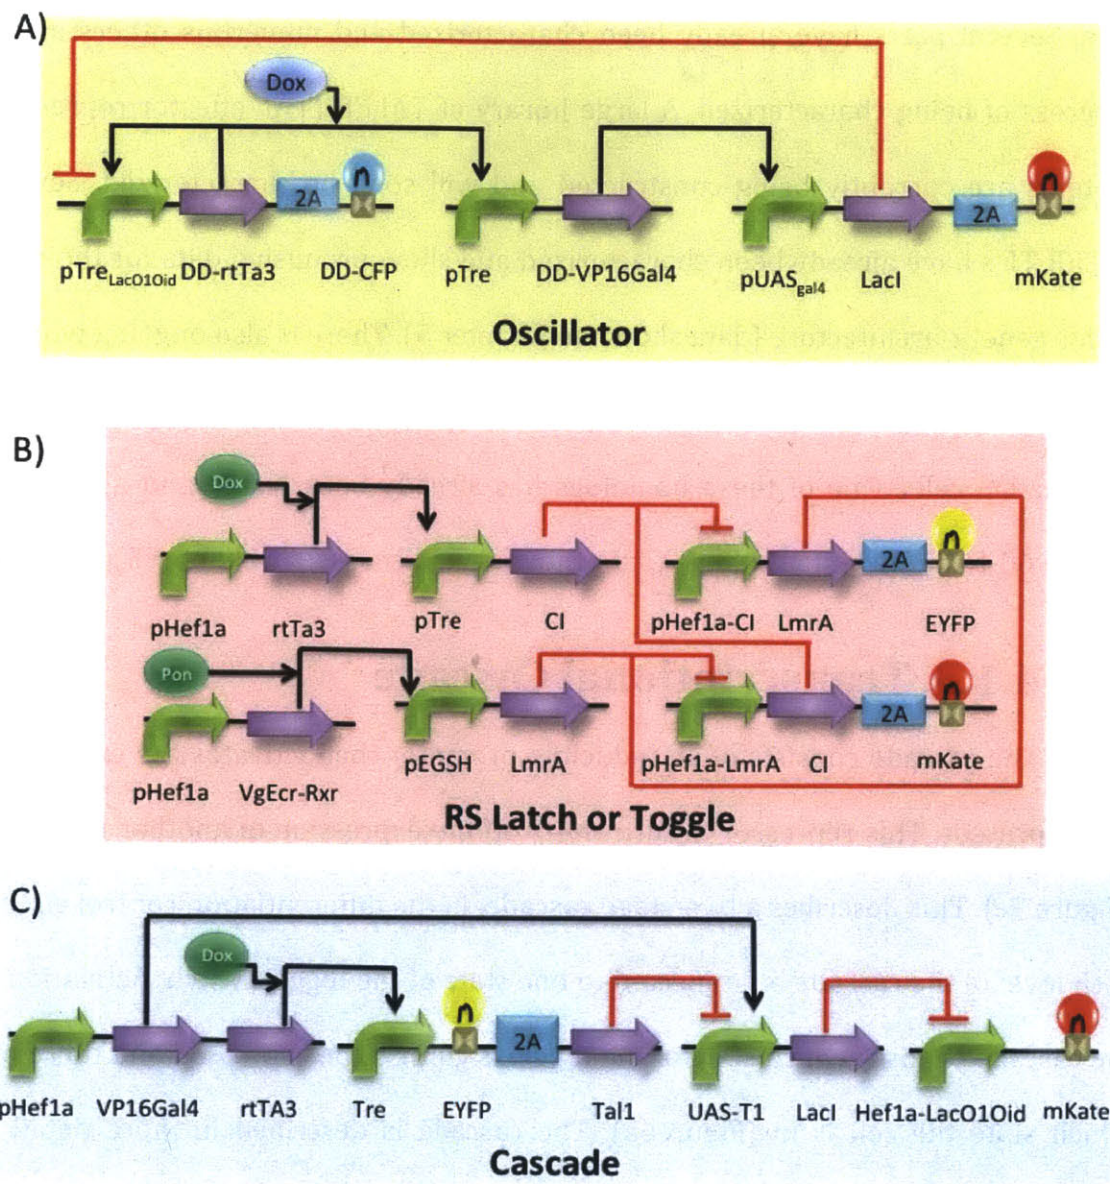 A)
Dox
n
n
2A
2A
pTreLacO1Oid DD-rtTa3 DD-CFP pTre DD-VP16Gal4 pUASgal4 LacI mKate
Oscillator
B)
Dox
n
2A
pHef1a rtTa3 pTre CI pHef1a-CI LmrA EYFP
Pon
n
2A
pEGSH LmrA pHef1a-LmrA CI mKate
pHef1a VgEcr-Rxr
RS Latch or Toggle
C)
Dox
n
n
2A
pHef1a VP16Gal4 rtTA3 Tre EYFP Tal1 UAS-T1 LacI Hef1a-LacO1Oid mKate
Cascade